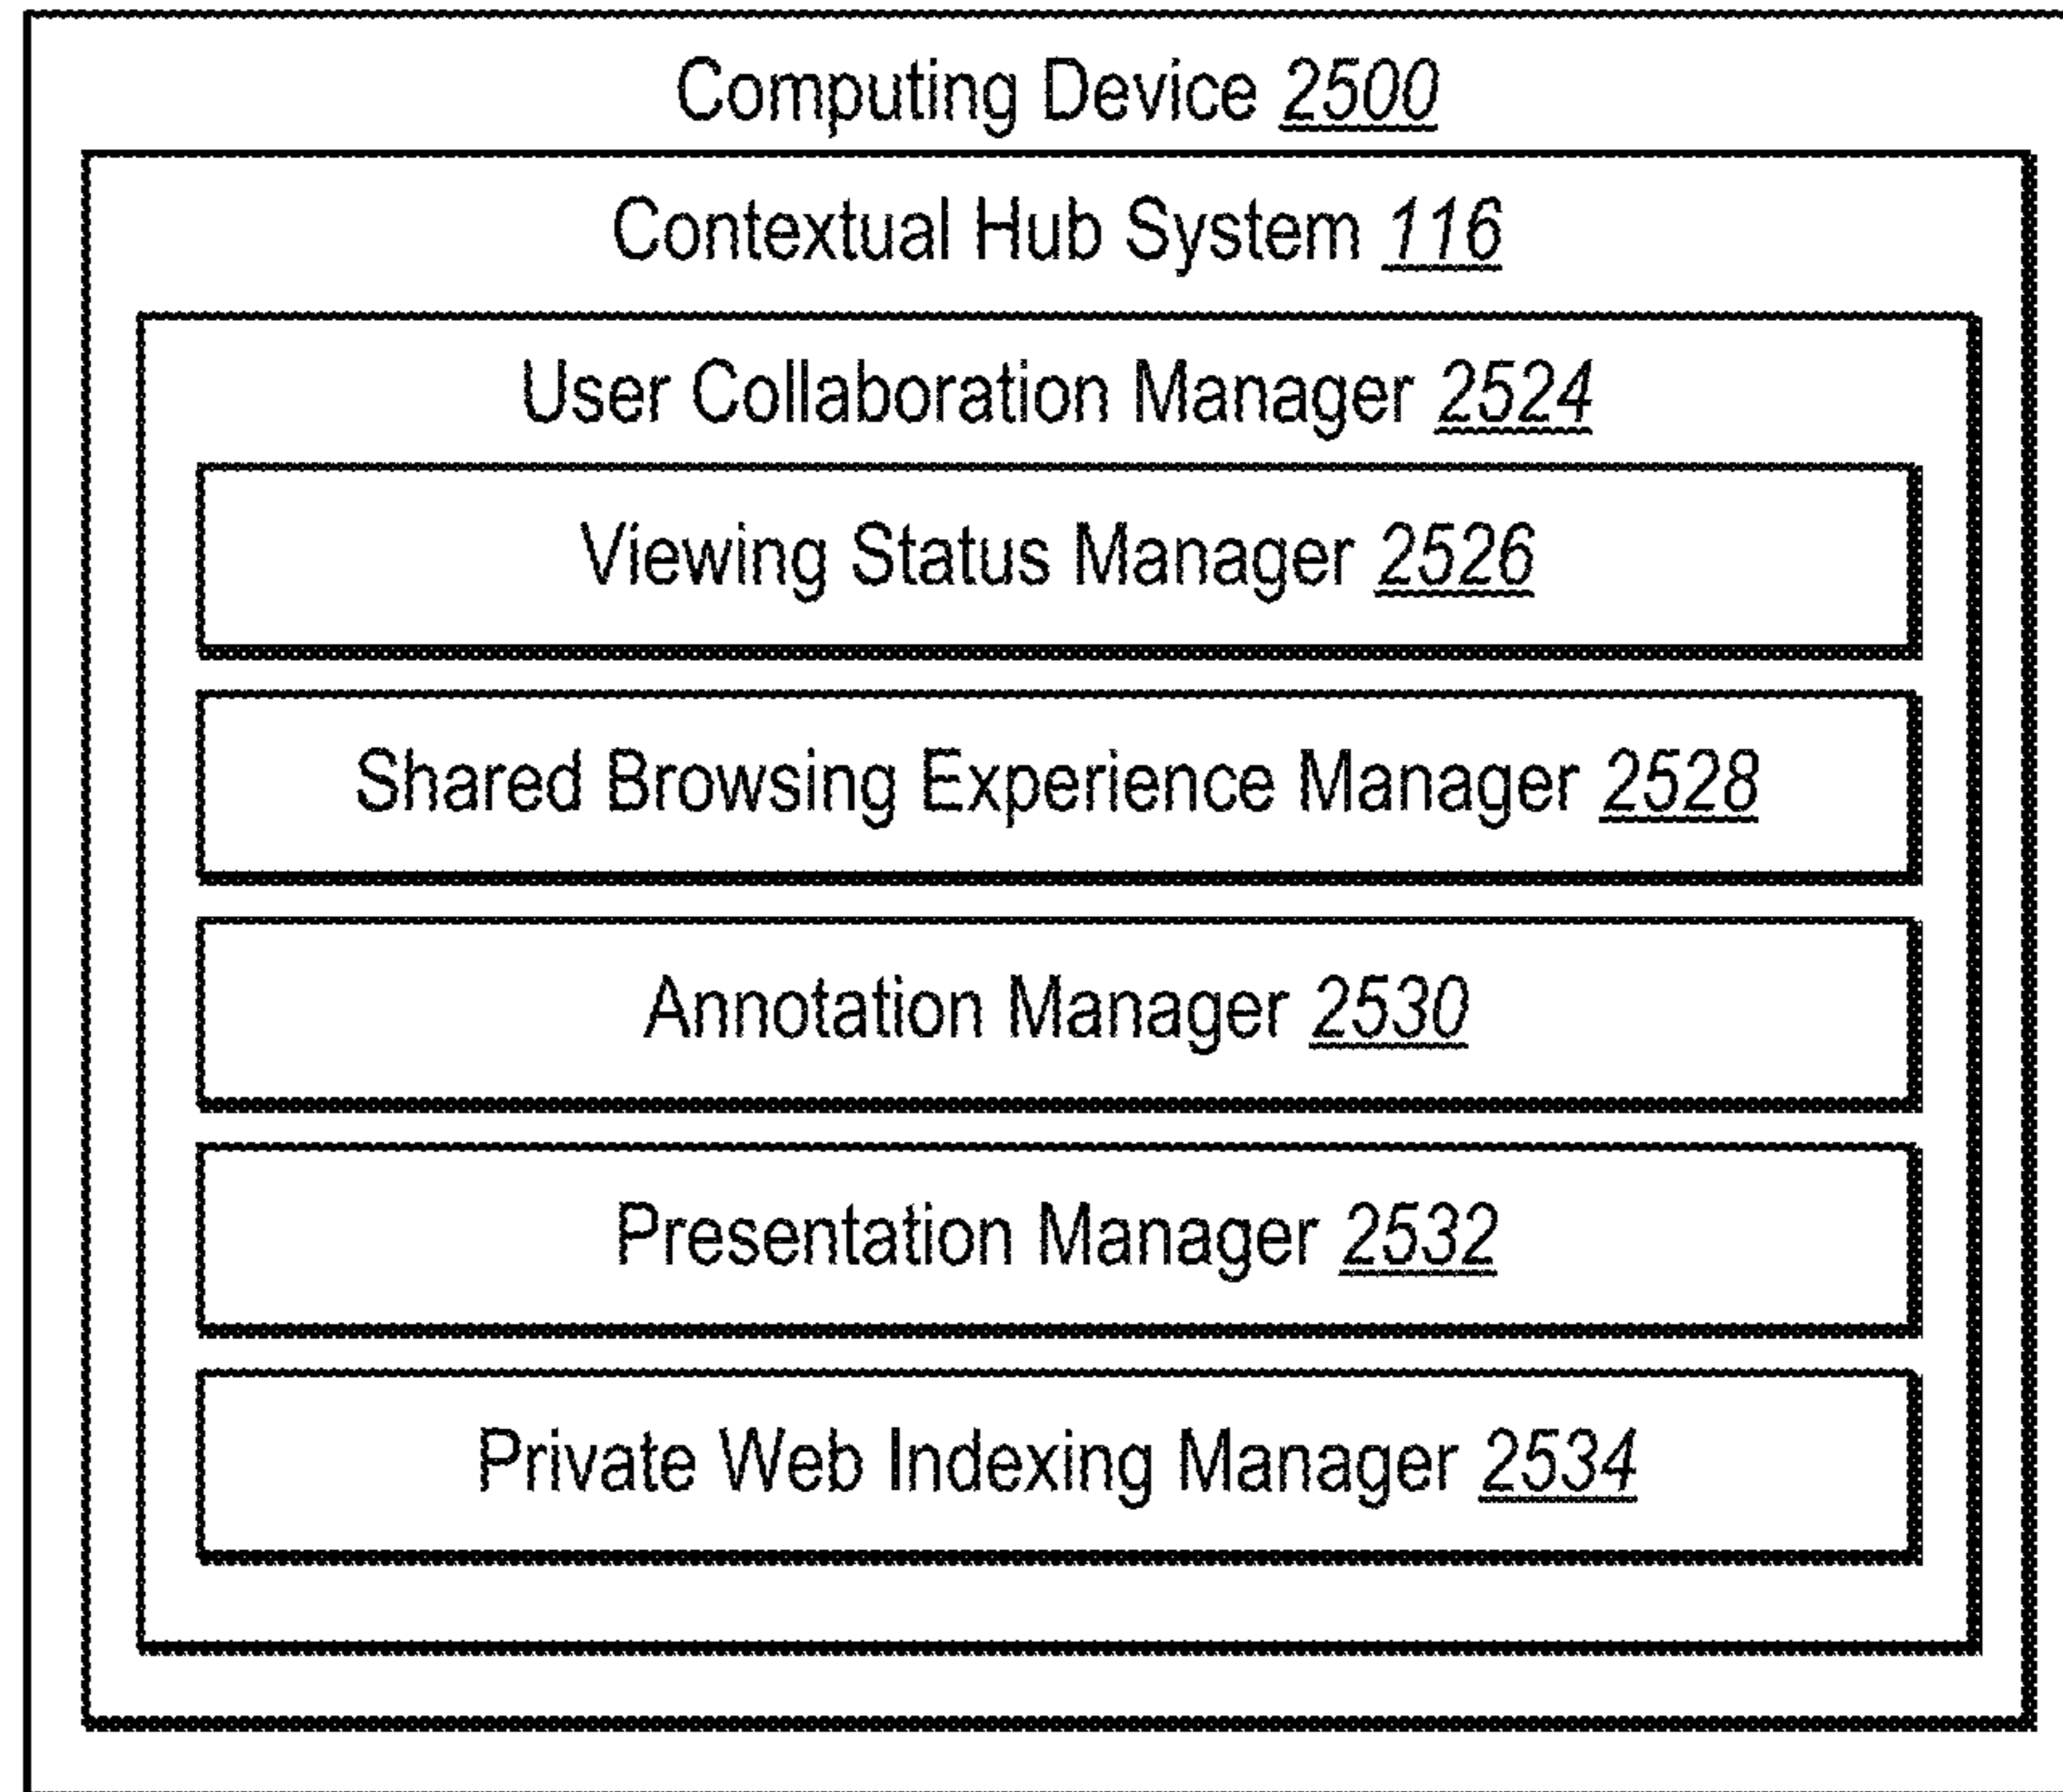 Computing Device 2500
Contextual Hub System 116
User Collaboration Manager 2524
Viewing Status Manager 2526
Shared Browsing Experience Manager 2528
Annotation Manager 2530
Presentation Manager 2532
Private Web Indexing Manager 2534